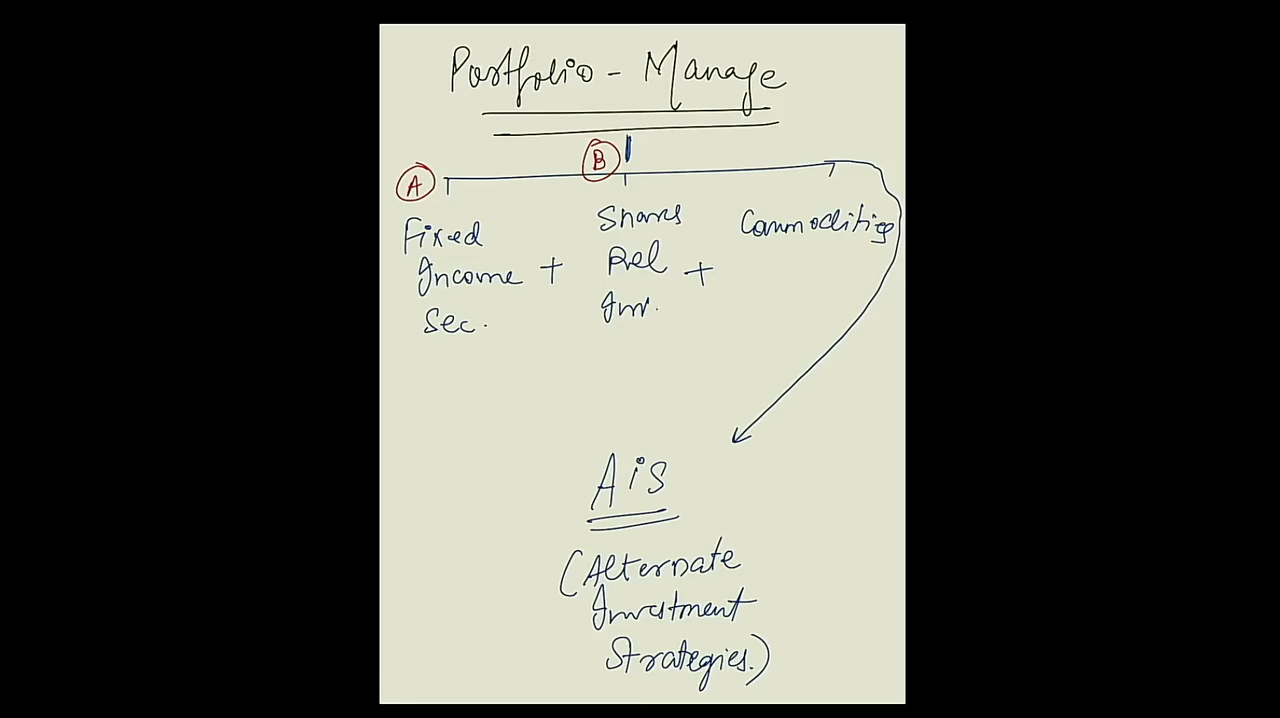 Portfolio - Manage
A
B
Fixed
Income +
Sec.
Shares
Rel +
Inv.
Commodities
AiS
(Alternate
Investment
Strategies.)